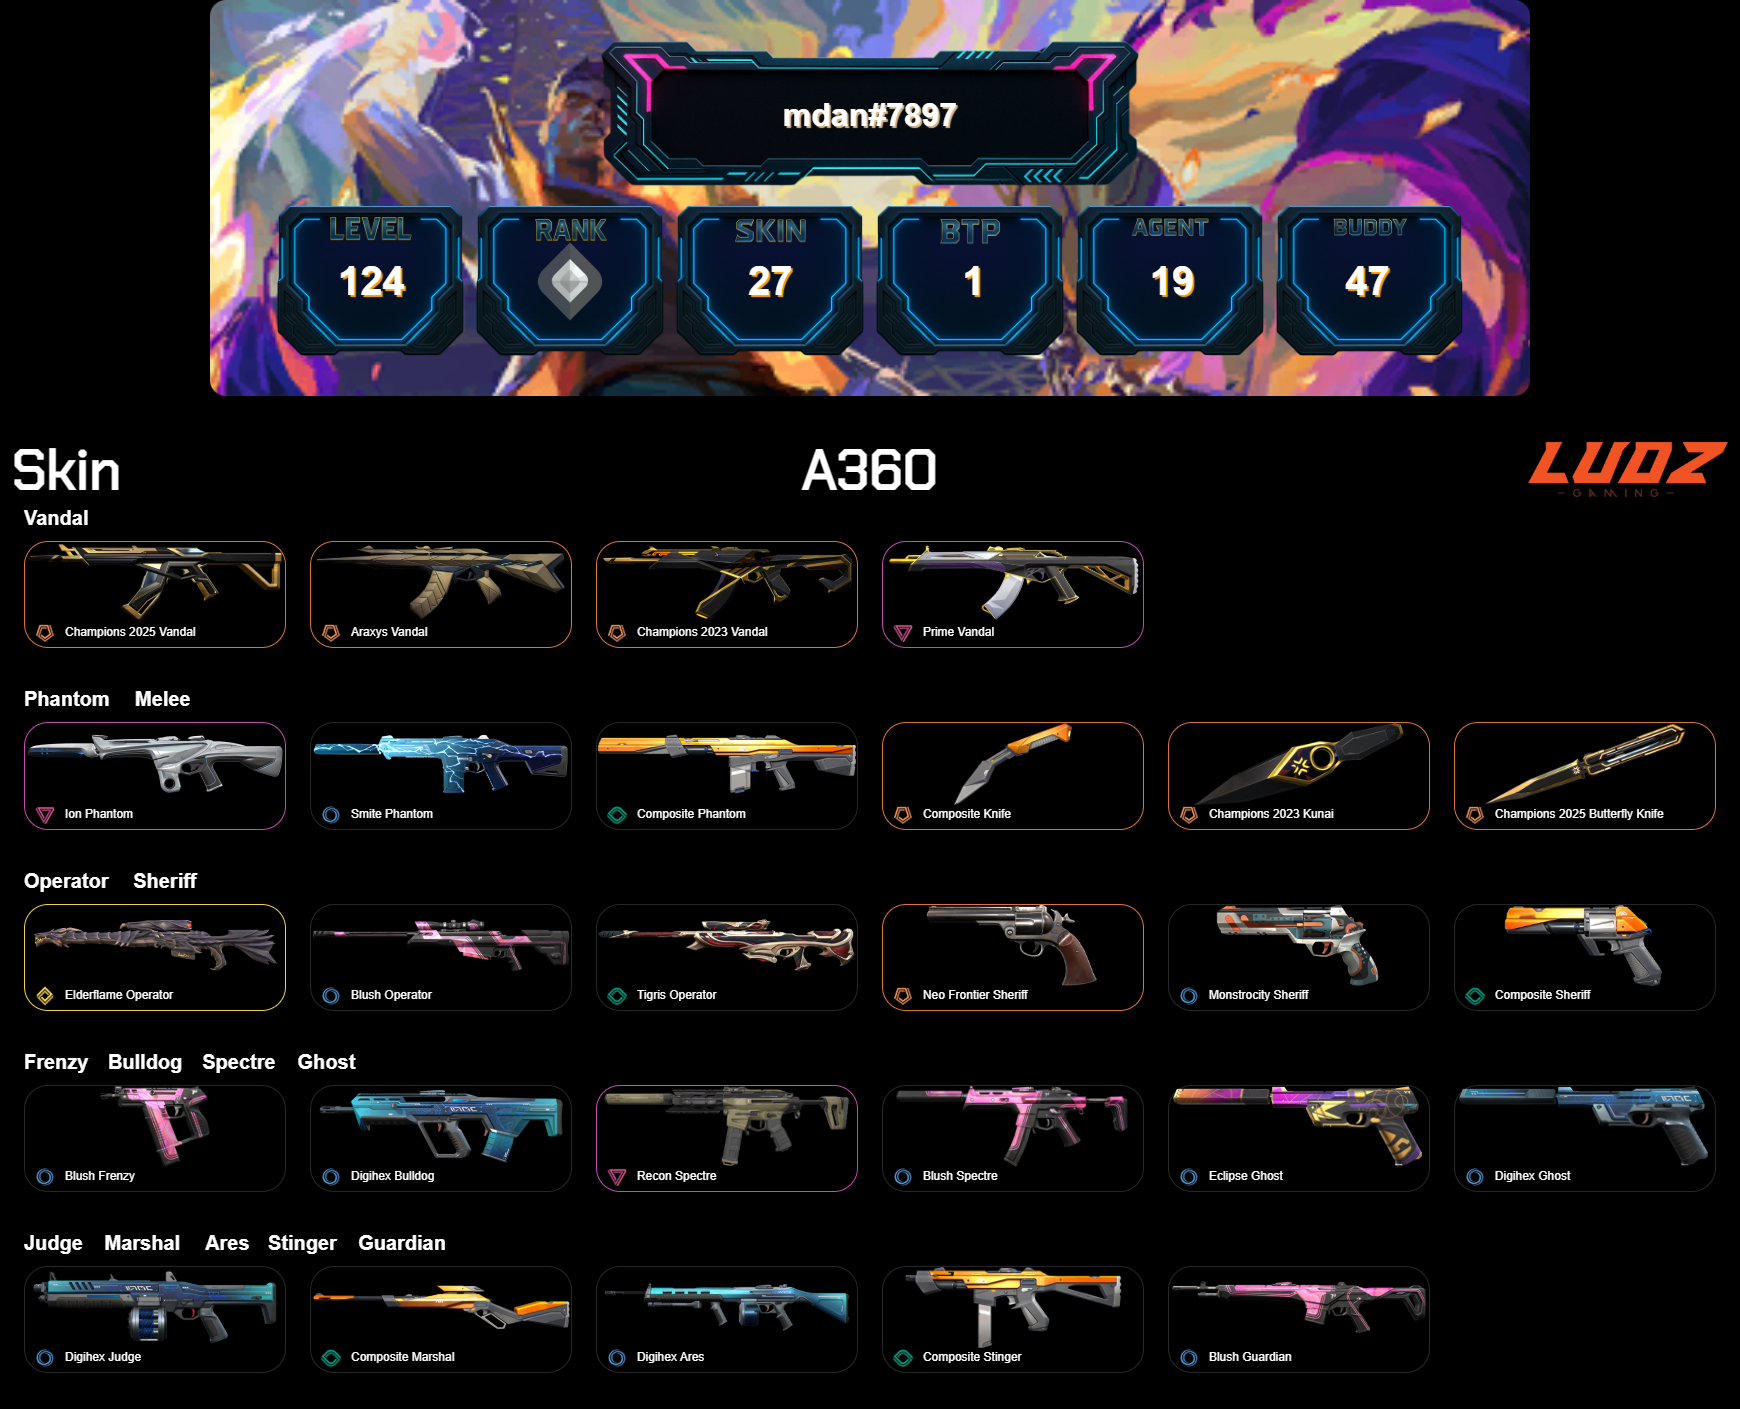 mdan#7897
LEVEL RANK SKIN BTP AGENT BUDDY
124 27 1 19 47
Skin A360 LUDZ
-GAMING-
Vandal
Champions 2025 Vandal Araxys Vandal Champions 2023 Vandal Prime Vandal
Phantom Melee
Ion Phantom Smite Phantom Composite Phantom Composite Knife Champions 2023 Kunai Champions 2025 Butterfly Knife
Operator Sheriff
Elderflame Operator Blush Operator Tigris Operator Neo Frontier Sheriff Monstrocity Sheriff Composite Sheriff
Frenzy Bulldog Spectre Ghost
Blush Frenzy Digihex Bulldog Recon Spectre Blush Spectre Eclipse Ghost Digihex Ghost
Judge Marshal Ares Stinger Guardian
Digihex Judge Composite Marshal Digihex Ares Composite Stinger Blush Guardian